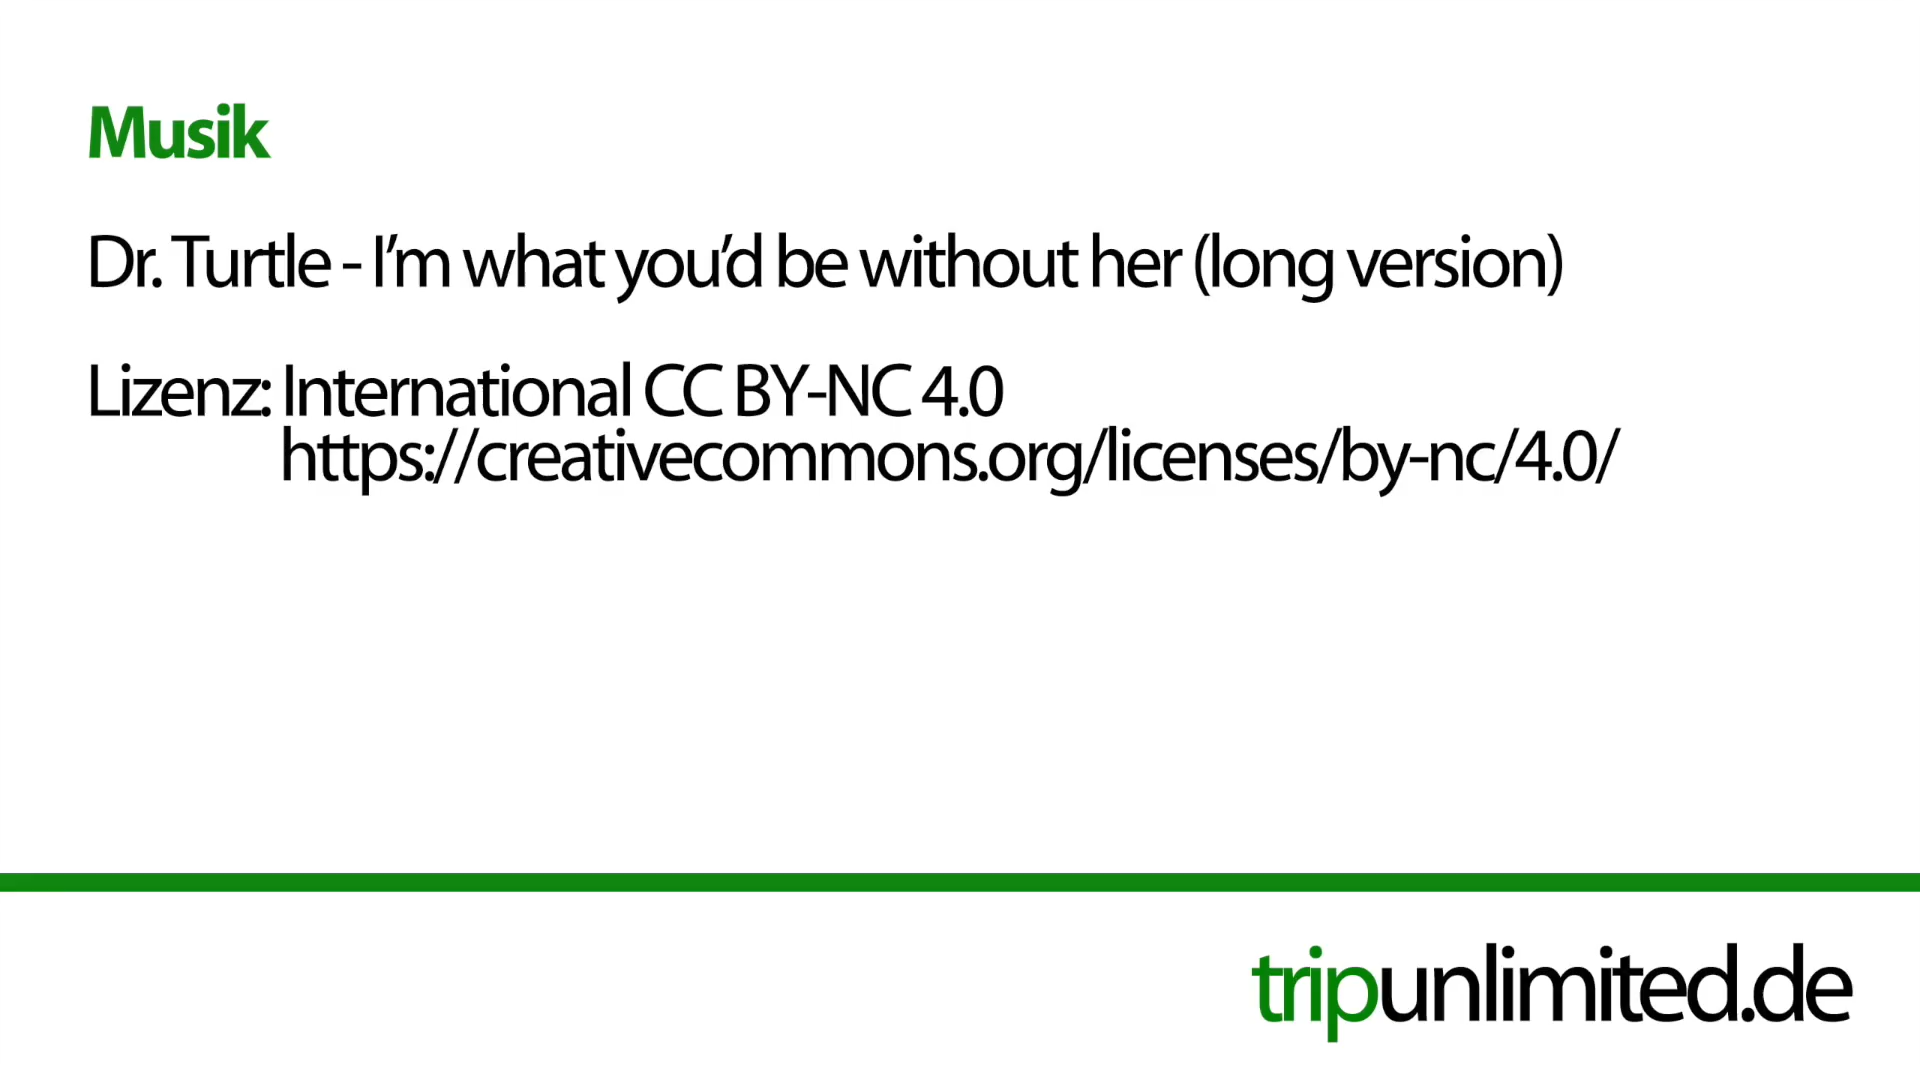 Musik
Dr. Turtle - I’m what you’d be without her (long version)
Lizenz: International CC BY-NC 4.0
https://creativecommons.org/licenses/by-nc/4.0/
tripunlimited.de